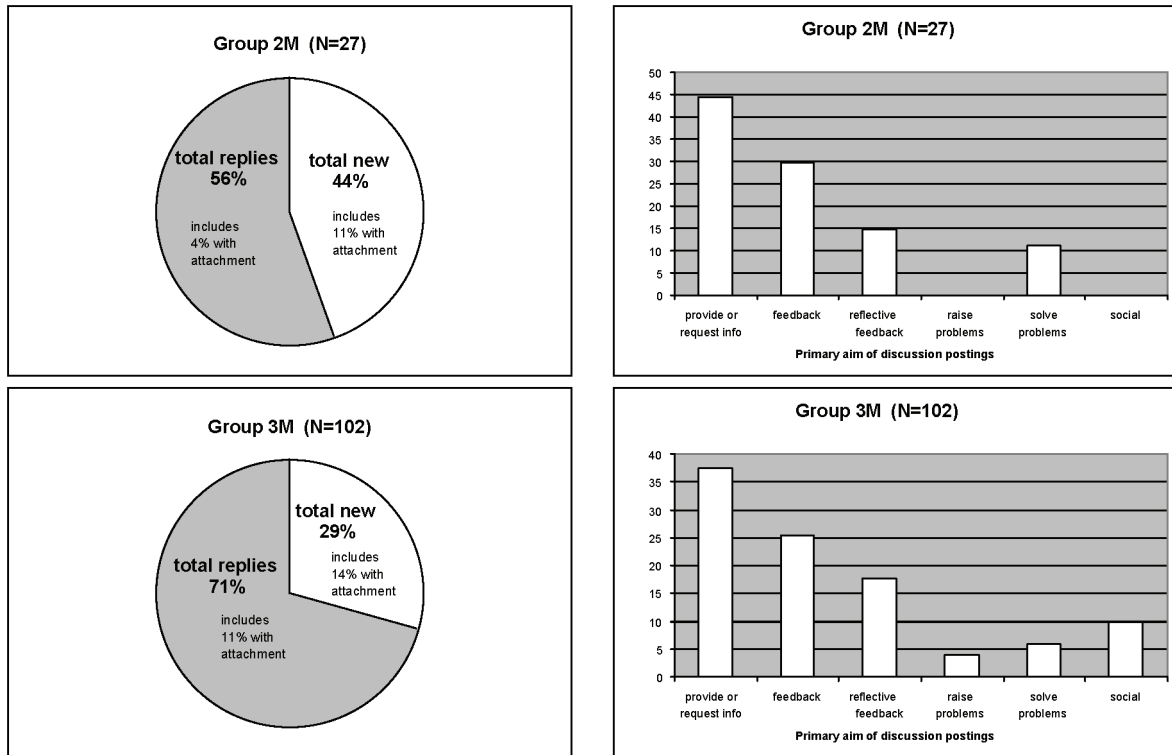 Group 2M (N=27)
total replies
56%
includes
4% with
attachment
total new
44%
includes
11% with
attachment
Group 2M (N=27)
50
45
40
35
30
25
20
15
10
5
0
provide or
request info
feedback
reflective
feedback
raise
problems
solve
problems
social
Primary aim of discussion postings
Group 3M (N=102)
total new
29%
includes
14% with
attachment
total replies
71%
includes
11% with
attachment
Group 3M (N=102)
40
35
30
25
20
15
10
5
0
provide or
request info
feedback
reflective
feedback
raise
problems
solve
problems
social
Primary aim of discussion postings